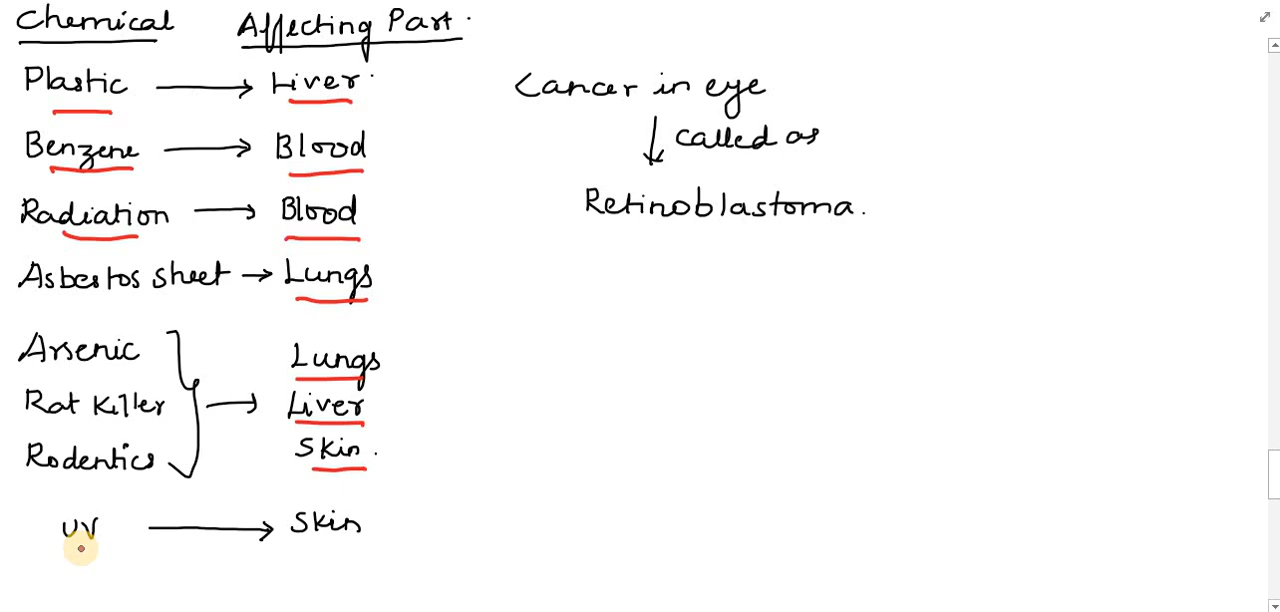 Chemical Affecting Part.
Plastic → Liver.
Benzene → Blood
Radiation → Blood
Asbestos sheet → Lungs
Arsenic Lungs
Rat Killer → Liver
Rodentics Skin.
UV → Skin
Cancer in eye
↓ called as
Retinoblastoma.